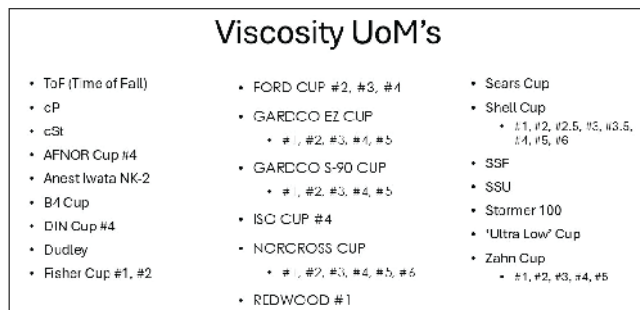 Viscosity UoM's
• ToF (Time of Fall)
• cP
• cSt
• AFNOR Cup #4
• Anest Iwata NK-2
• B4 Cup
• DIN Cup #4
• Dudley
• Fisher Cup #1, #2
• FORD CUP #2, #3, #4
• GARDCO EZ CUP
• #1, #2, #3, #4, #5
• GARDCO S-90 CUP
• #1, #2, #3, #4, #5
• ISO CUP #4
• NORCROSS CUP
• #1, #2, #3, #4, #5, #6
• REDWOOD #1
• Sears Cup
• Shell Cup
• #1, #2, #2.5, #3, #3.5,
#4, #5, #6
• SSF
• SSU
• Stormer 100
• 'Ultra Low' Cup
• Zahn Cup
• #1, #2, #3, #4, #5